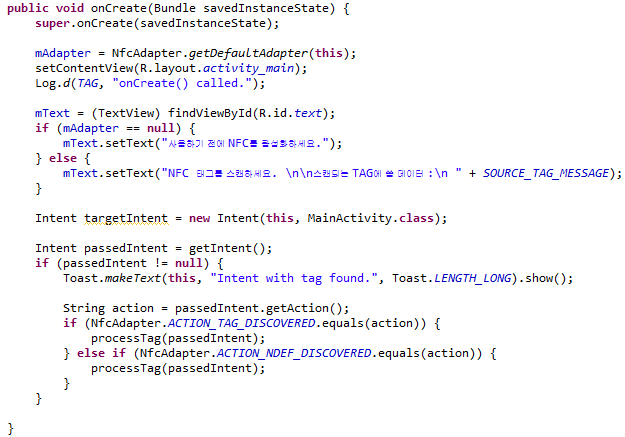 public void onCreate(Bundle savedInstanceState) {
    super.onCreate(savedInstanceState);

    mAdapter = NfcAdapter.getDefaultAdapter(this);
    setContentView(R.layout.activity_main);
    Log.d(TAG, "onCreate() called.");

    mText = (TextView) findViewById(R.id.text);
    if (mAdapter == null) {
        mText.setText("사용하기 전에 NFC를 활성화하세요.");
    } else {
        mText.setText("NFC 태그를 스캔하세요. \n\n스캔되는 TAG에 쓸 데이터 :\n " + SOURCE_TAG_MESSAGE);
    }

    Intent targetIntent = new Intent(this, MainActivity.class);

    Intent passedIntent = getIntent();
    if (passedIntent != null) {
        Toast.makeText(this, "Intent with tag found.", Toast.LENGTH_LONG).show();

        String action = passedIntent.getAction();
        if (NfcAdapter.ACTION_TAG_DISCOVERED.equals(action)) {
            processTag(passedIntent);
        } else if (NfcAdapter.ACTION_NDEF_DISCOVERED.equals(action)) {
            processTag(passedIntent);
        }
    }

}